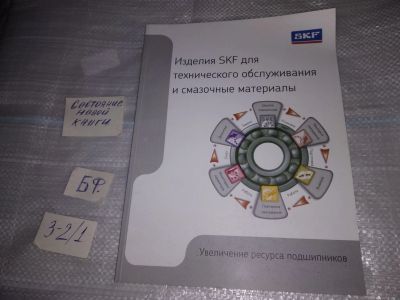 SKF
Изделия SKF для
технического обслуживания
и смазочные материалы
Состояние
новой
книги.
БФ.
3-2/1
Увеличение ресурса подшипников